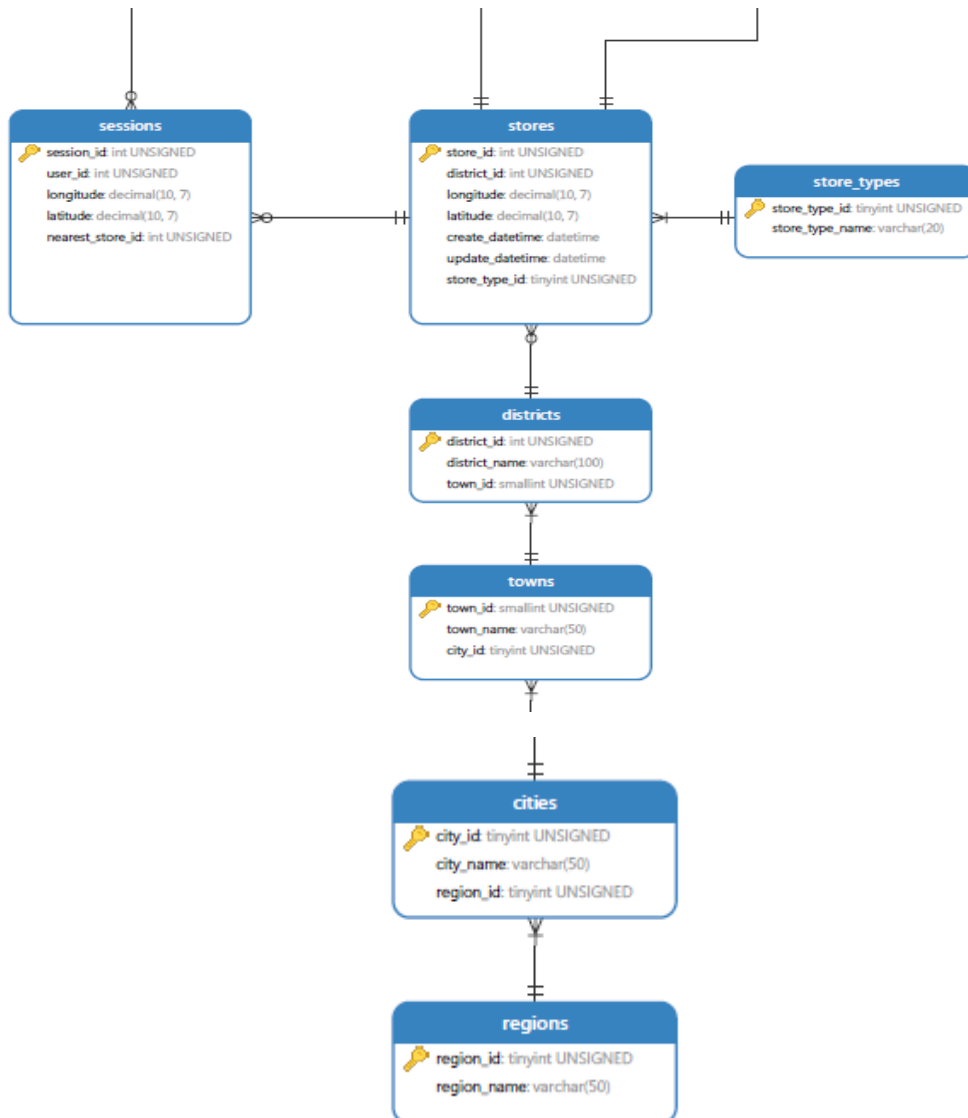 sessions
session_id: int UNSIGNED
user_id: int UNSIGNED
longitude: decimal(10, 7)
latitude: decimal(10, 7)
nearest_store_id: int UNSIGNED
stores
store_id: int UNSIGNED
district_id: int UNSIGNED
longitude: decimal(10, 7)
latitude: decimal(10, 7)
create_datetime: datetime
update_datetime: datetime
store_type_id: tinyint UNSIGNED
store_types
store_type_id: tinyint UNSIGNED
store_type_name: varchar(20)
districts
district_id: int UNSIGNED
district_name: varchar(100)
town_id: smallint UNSIGNED
towns
town_id: smallint UNSIGNED
town_name: varchar(50)
city_id: tinyint UNSIGNED
cities
city_id: tinyint UNSIGNED
city_name: varchar(50)
region_id: tinyint UNSIGNED
regions
region_id: tinyint UNSIGNED
region_name: varchar(50)